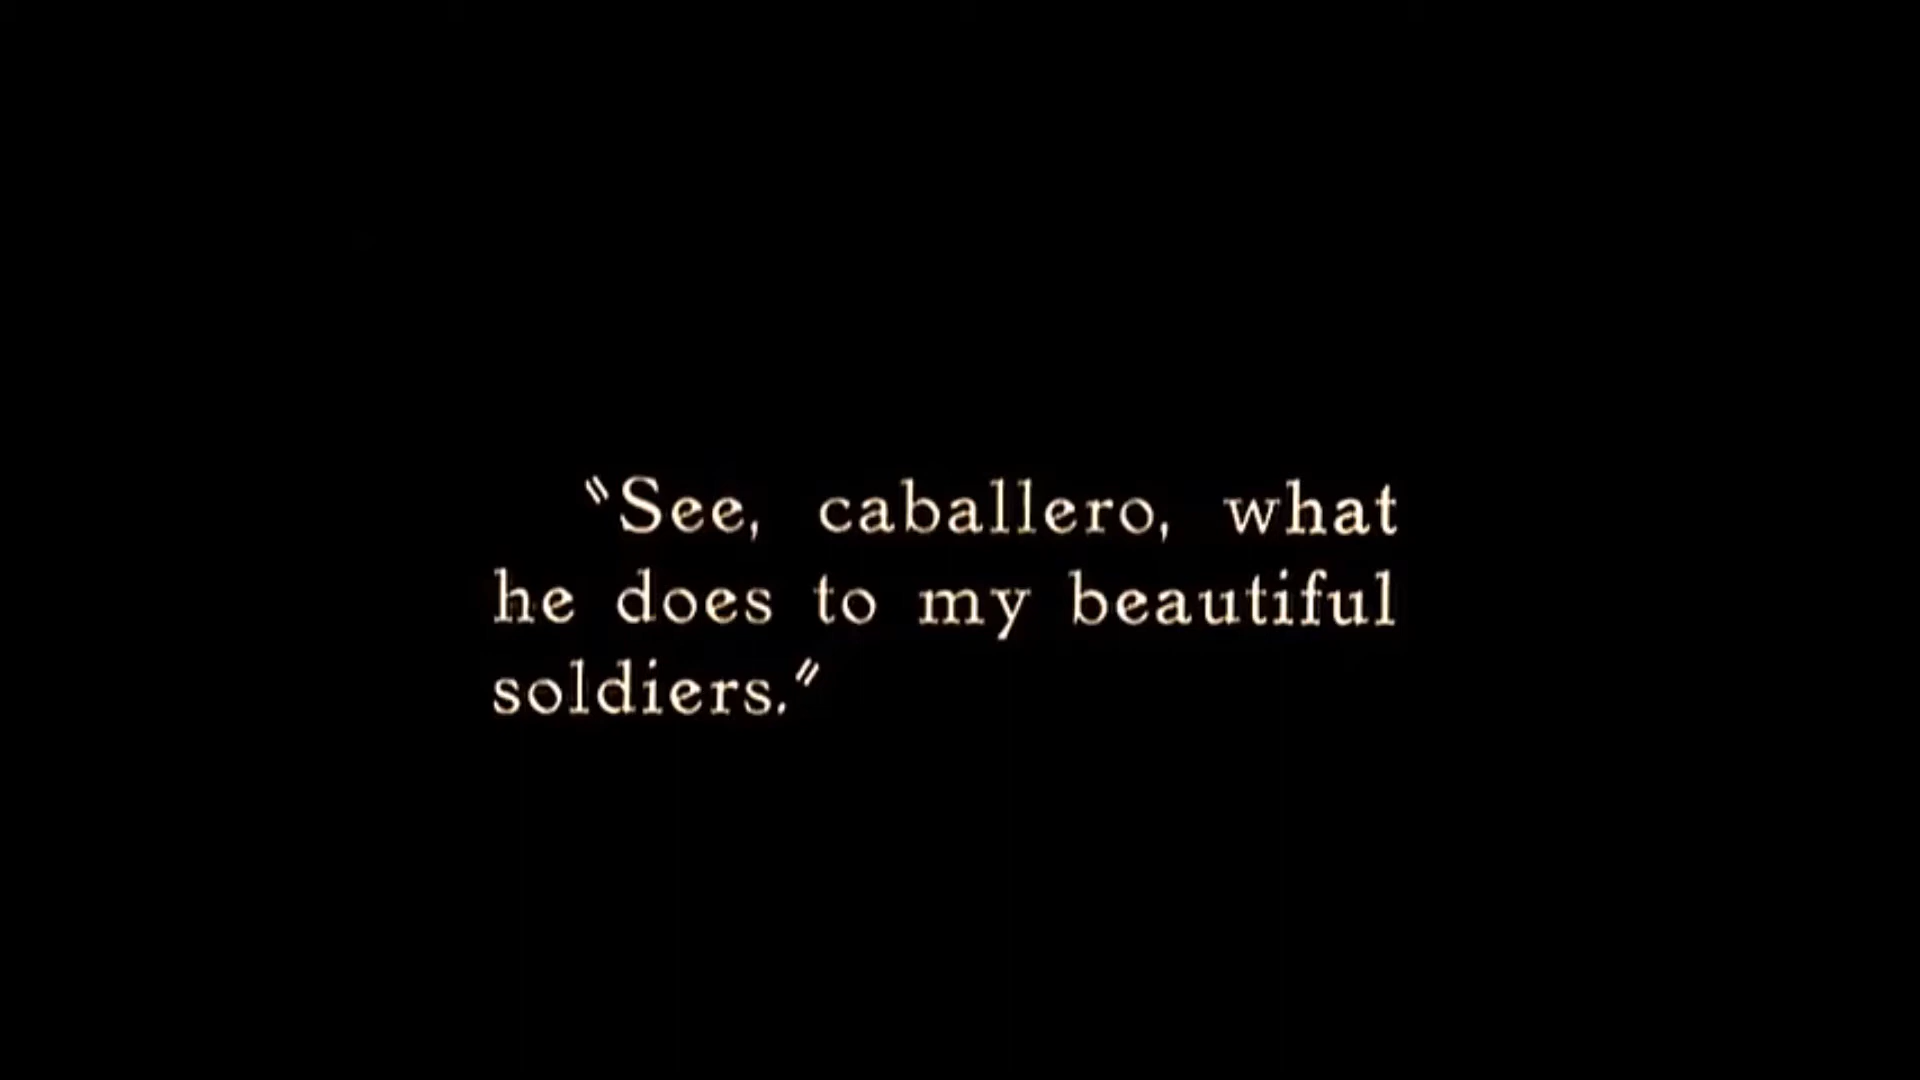 "See, caballero, what
he does to my beautiful
soldiers."